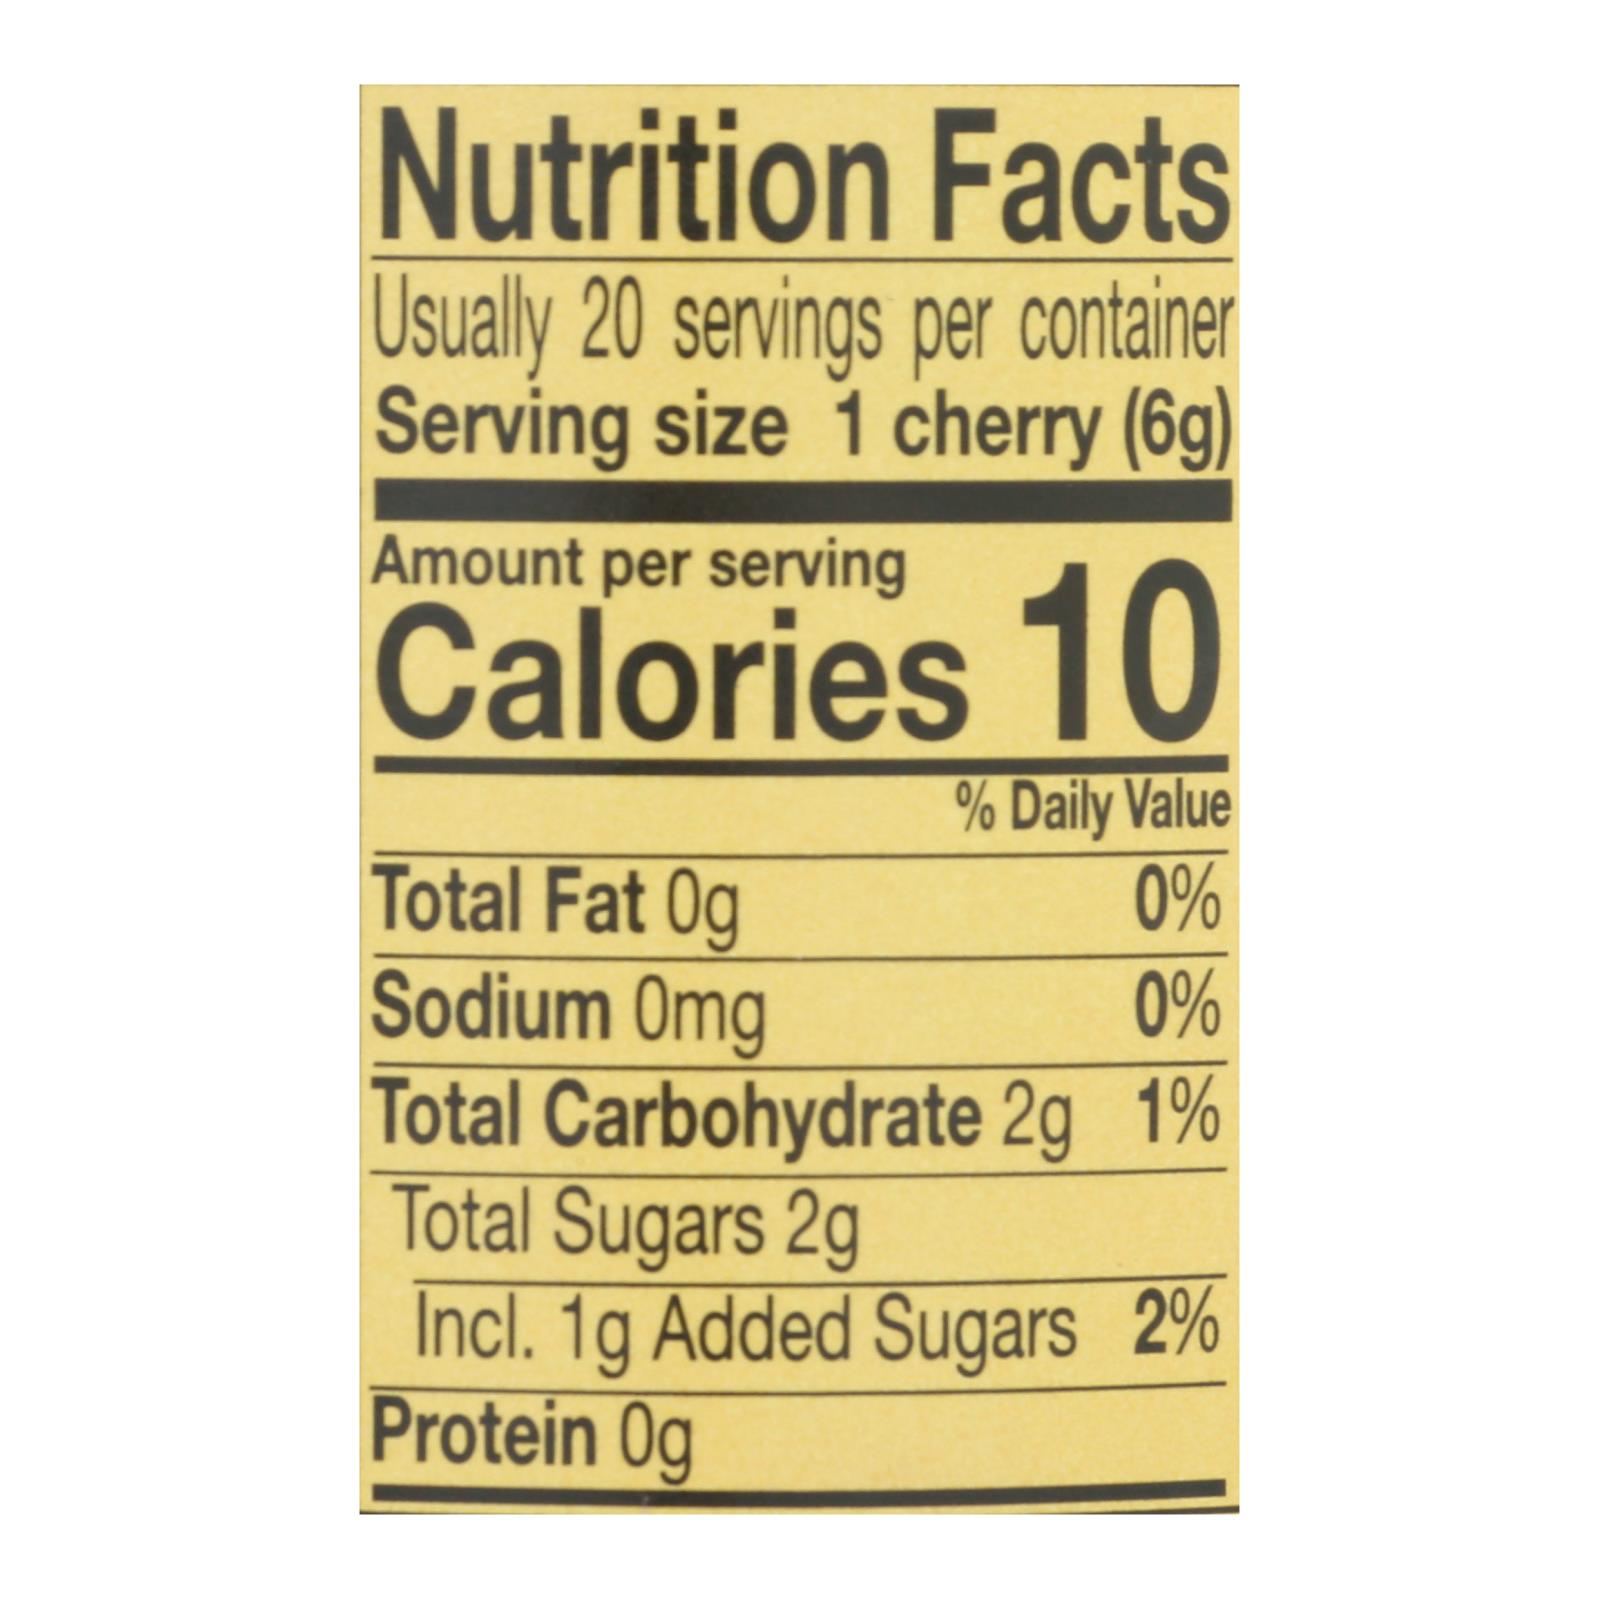 Nutrition Facts
Usually 20 servings per container
Serving size 1 cherry (6g)
Amount per serving
Calories 10
% Daily Value
Total Fat 0g 0%
Sodium 0mg 0%
Total Carbohydrate 2g 1%
Total Sugars 2g
Incl. 1g Added Sugars 2%
Protein 0g